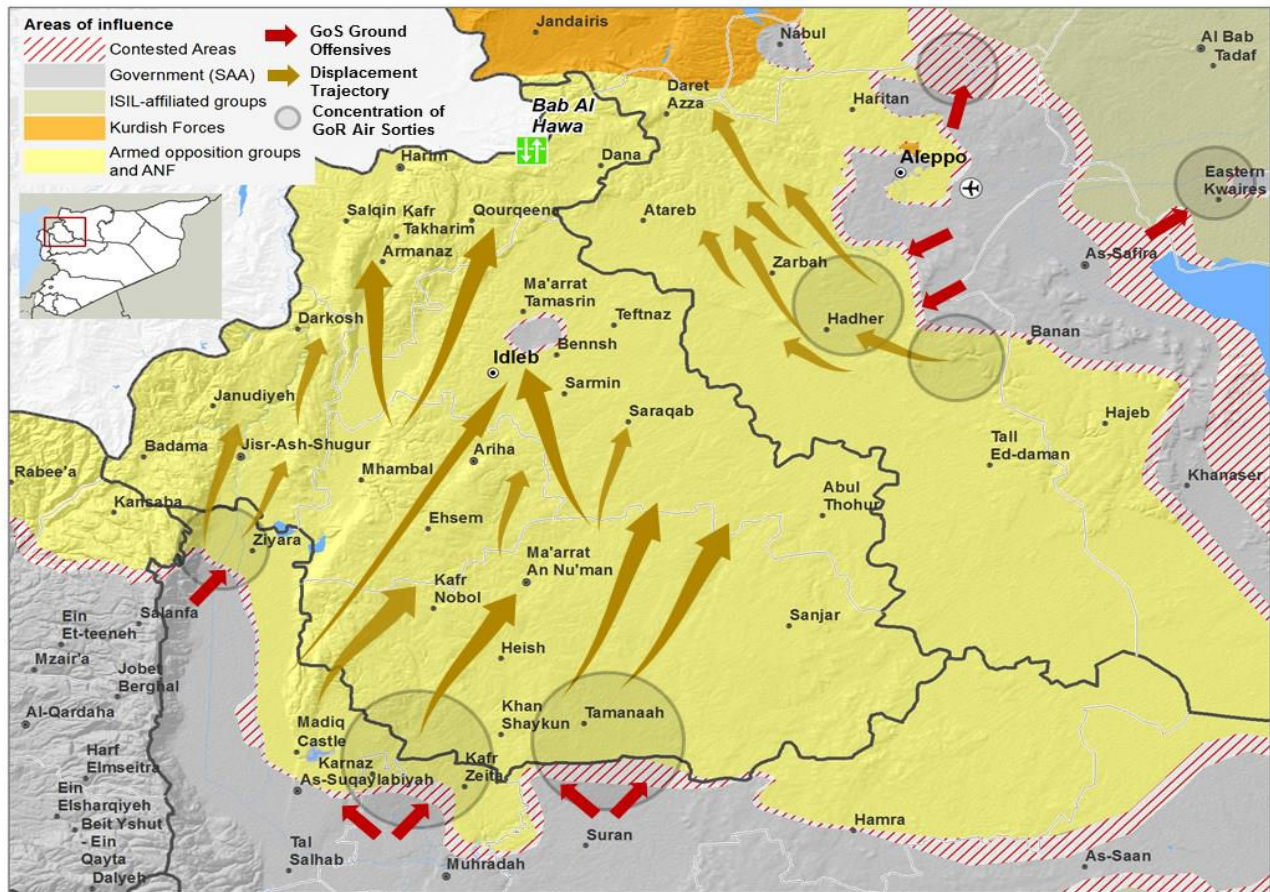 Areas of influence
Contested Areas
Government (SAA)
ISIL-affiliated groups
Kurdish Forces
Armed opposition groups
and ANF
GoS Ground
Offensives
Displacement
Trajectory
Concentration of
GoR Air Sorties
Jandairis
Nabul
Al Bab
Tadaf
Daret
Azza
Haritan
Bab Al
Hawa
Dana
Harim
Aleppo
Eastern
Kwaires
Salqin
Kafr
Takharim
Qourqeena
Atareb
Armanaz
As-Safira
Zarbah
Ma'arrat
Tamasrin
Teftnaz
Hadher
Banan
Darkosh
Bennsh
Idleb
Sarmin
Janudiyeh
Saraqab
Hajeb
Badama
Jisr-Ash-Shugur
Ariha
Tall
Ed-daman
Rabee'a
Mhambal
Khanaser
Kansaba
Abul
Thohur
Ehsem
Ziyara
Ma'arrat
An Nu'man
Kafr
Nobol
Salanfa
Ein
Et-teeneh
Sanjar
Mzair'a
Heish
Jobet
Berghal
Al-Qardaha
Khan
Shaykun
Tamanaah
Madiq
Castle
Harf
Elmseitra
Karnaz
As-Suqaylabiyah
Kafr
Zeita
Ein
Elsharqiyeh
Beit Yshut
- Ein
Qayta
Dalyeh
Tal
Salhab
Muhradah
Suran
Hamra
As-Saan